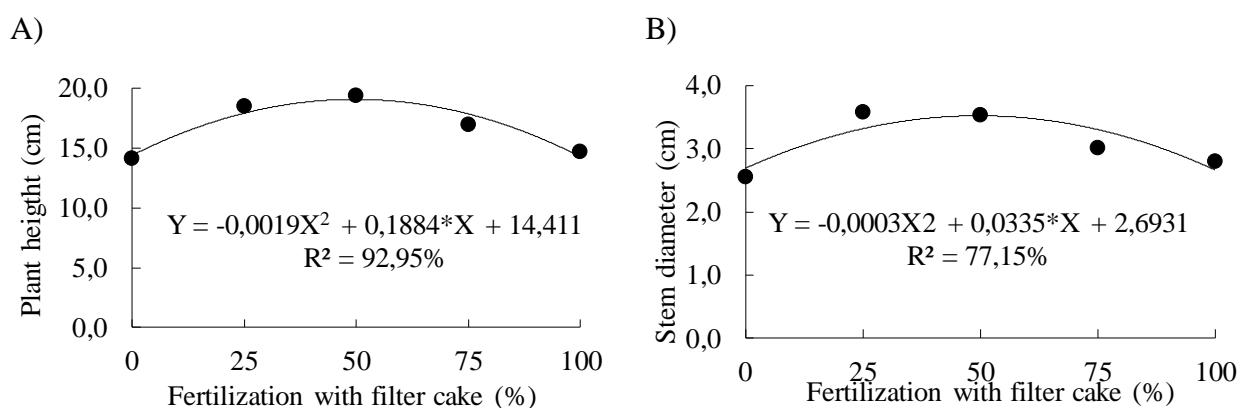 A)
Plant heigtht (cm)
20,0
15,0
10,0
5,0
0,0
Y = -0,0019X² + 0,1884*X + 14,411
R² = 92,95%
0 25 50 75 100
Fertilization with filter cake (%)
B)
Stem diameter (cm)
4,0
3,0
2,0
1,0
0,0
Y = -0,0003X2 + 0,0335*X + 2,6931
R² = 77,15%
0 25 50 75 100
Fertilization with filter cake (%)